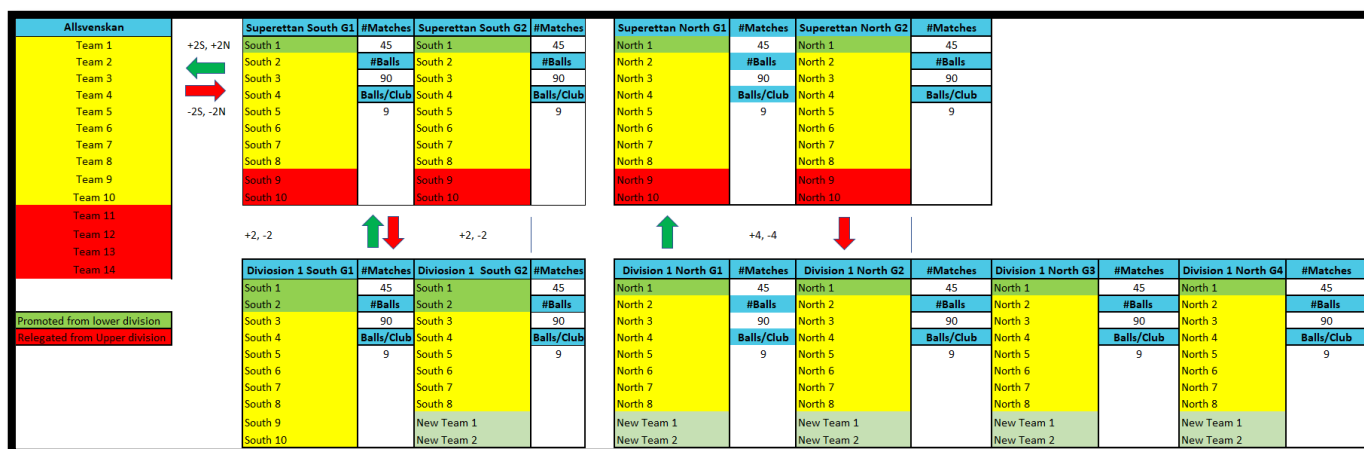 Allsvenskan Superettan South G1 #Matches Superettan South G2 #Matches Superettan North G1 #Matches Superettan North G2 #Matches
Team 1 +2S, +2N South 1 45 South 1 45 North 1 45 North 1 45
Team 2 South 2 #Balls South 2 #Balls North 2 #Balls North 2 #Balls
Team 3 South 3 90 South 3 90 North 3 90 North 3 90
Team 4 South 4 Balls/Club South 4 Balls/Club North 4 Balls/Club North 4 Balls/Club
Team 5 -2S, -2N South 5 9 South 5 9 North 5 9 North 5 9
Team 6 South 6 South 6 North 6 North 6
Team 7 South 7 South 7 North 7 North 7
Team 8 South 8 South 8 North 8 North 8
Team 9 South 9 South 9 North 9 North 9
Team 10 South 10 South 10 North 10 North 10
Team 11
Team 12 +2, -2 +2, -2 +4, -4
Team 13
Team 14 Diviosion 1 South G1 #Matches Diviosion 1 South G2 #Matches Division 1 North G1 #Matches Division 1 North G2 #Matches Division 1 North G3 #Matches Division 1 North G4 #Matches
South 1 45 South 1 45 North 1 45 North 1 45 North 1 45 North 1 45
South 2 #Balls South 2 #Balls North 2 #Balls North 2 #Balls North 2 #Balls North 2 #Balls
Promoted from lower division South 3 90 South 3 90 North 3 90 North 3 90 North 3 90 North 3 90
Relegated from Upper division South 4 Balls/Club South 4 Balls/Club North 4 Balls/Club North 4 Balls/Club North 4 Balls/Club North 4 Balls/Club
South 5 9 South 5 9 North 5 9 North 5 9 North 5 9 North 5 9
South 6 South 6 North 6 North 6 North 6 North 6
South 7 South 7 North 7 North 7 North 7 North 7
South 8 South 8 North 8 North 8 North 8 North 8
South 9 New Team 1 New Team 1 New Team 1 New Team 1 New Team 1
South 10 New Team 2 New Team 2 New Team 2 New Team 2 New Team 2